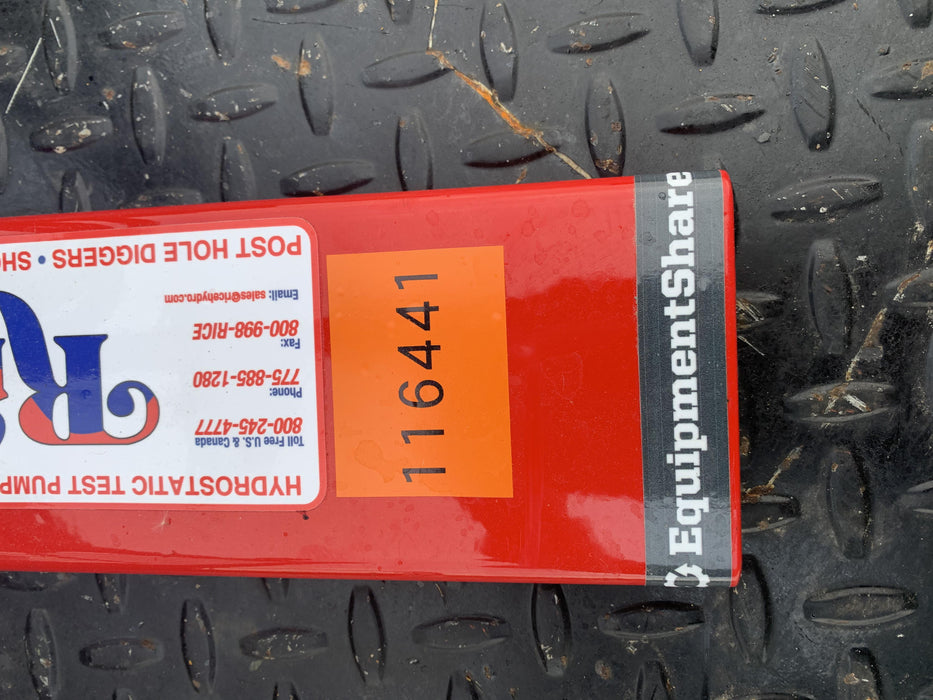 HYDROSTATIC TEST PUMP
Toll Free U.S. & Canada
800-245-4777
Phone:
775-885-1280
Fax:
800-998-RICE
Email: sales@ricehydro.com
POST HOLE DIGGERS •
116441
EquipmentShare